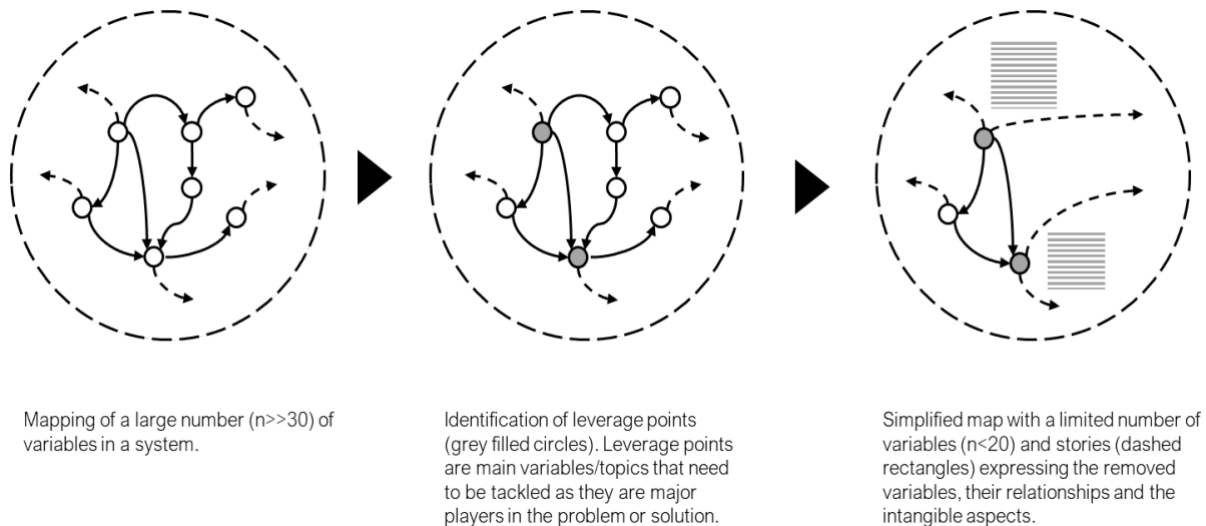 Mapping of a large number (n>>30) of
variables in a system.
Identification of leverage points
(grey filled circles). Leverage points
are main variables/topics that need
to be tackled as they are major
players in the problem or solution.
Simplified map with a limited number of
variables (n<20) and stories (dashed
rectangles) expressing the removed
variables, their relationships and the
intangible aspects.